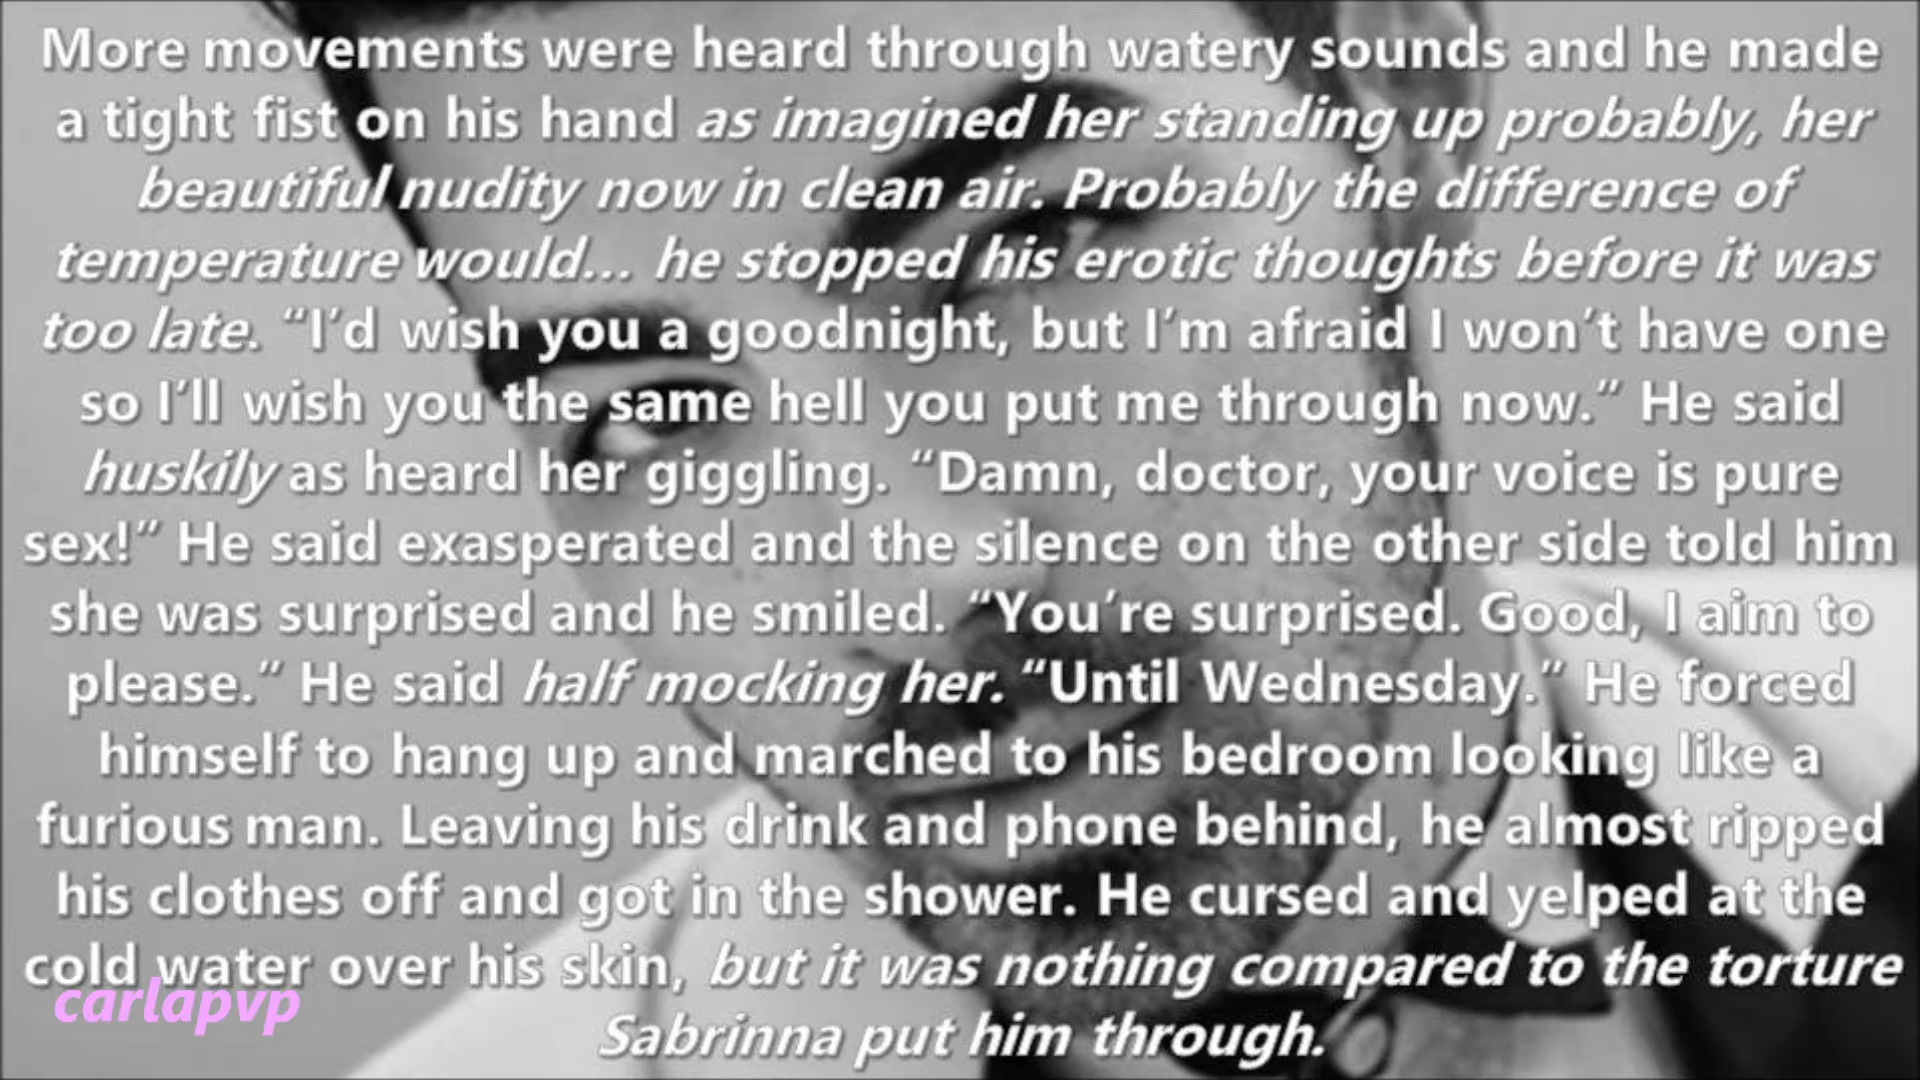 More movements were heard through watery sounds and he made
a tight fist on his hand as imagined her standing up probably, her
beautiful nudity now in clean air. Probably the difference of
temperature would... he stopped his erotic thoughts before it was
too late. “I’d wish you a goodnight, but I’m afraid I won’t have one
so I’ll wish you the same hell you put me through now.” He said
huskily as heard her giggling. “Damn, doctor, your voice is pure
sex!” He said exasperated and the silence on the other side told him
she was surprised and he smiled. “You’re surprised. Good, I aim to
please.” He said half mocking her. “Until Wednesday.” He forced
himself to hang up and marched to his bedroom looking like a
furious man. Leaving his drink and phone behind, he almost ripped
his clothes off and got in the shower. He cursed and yelped at the
cold water over his skin, but it was nothing compared to the torture
Sabrinna put him through.
carlapvp